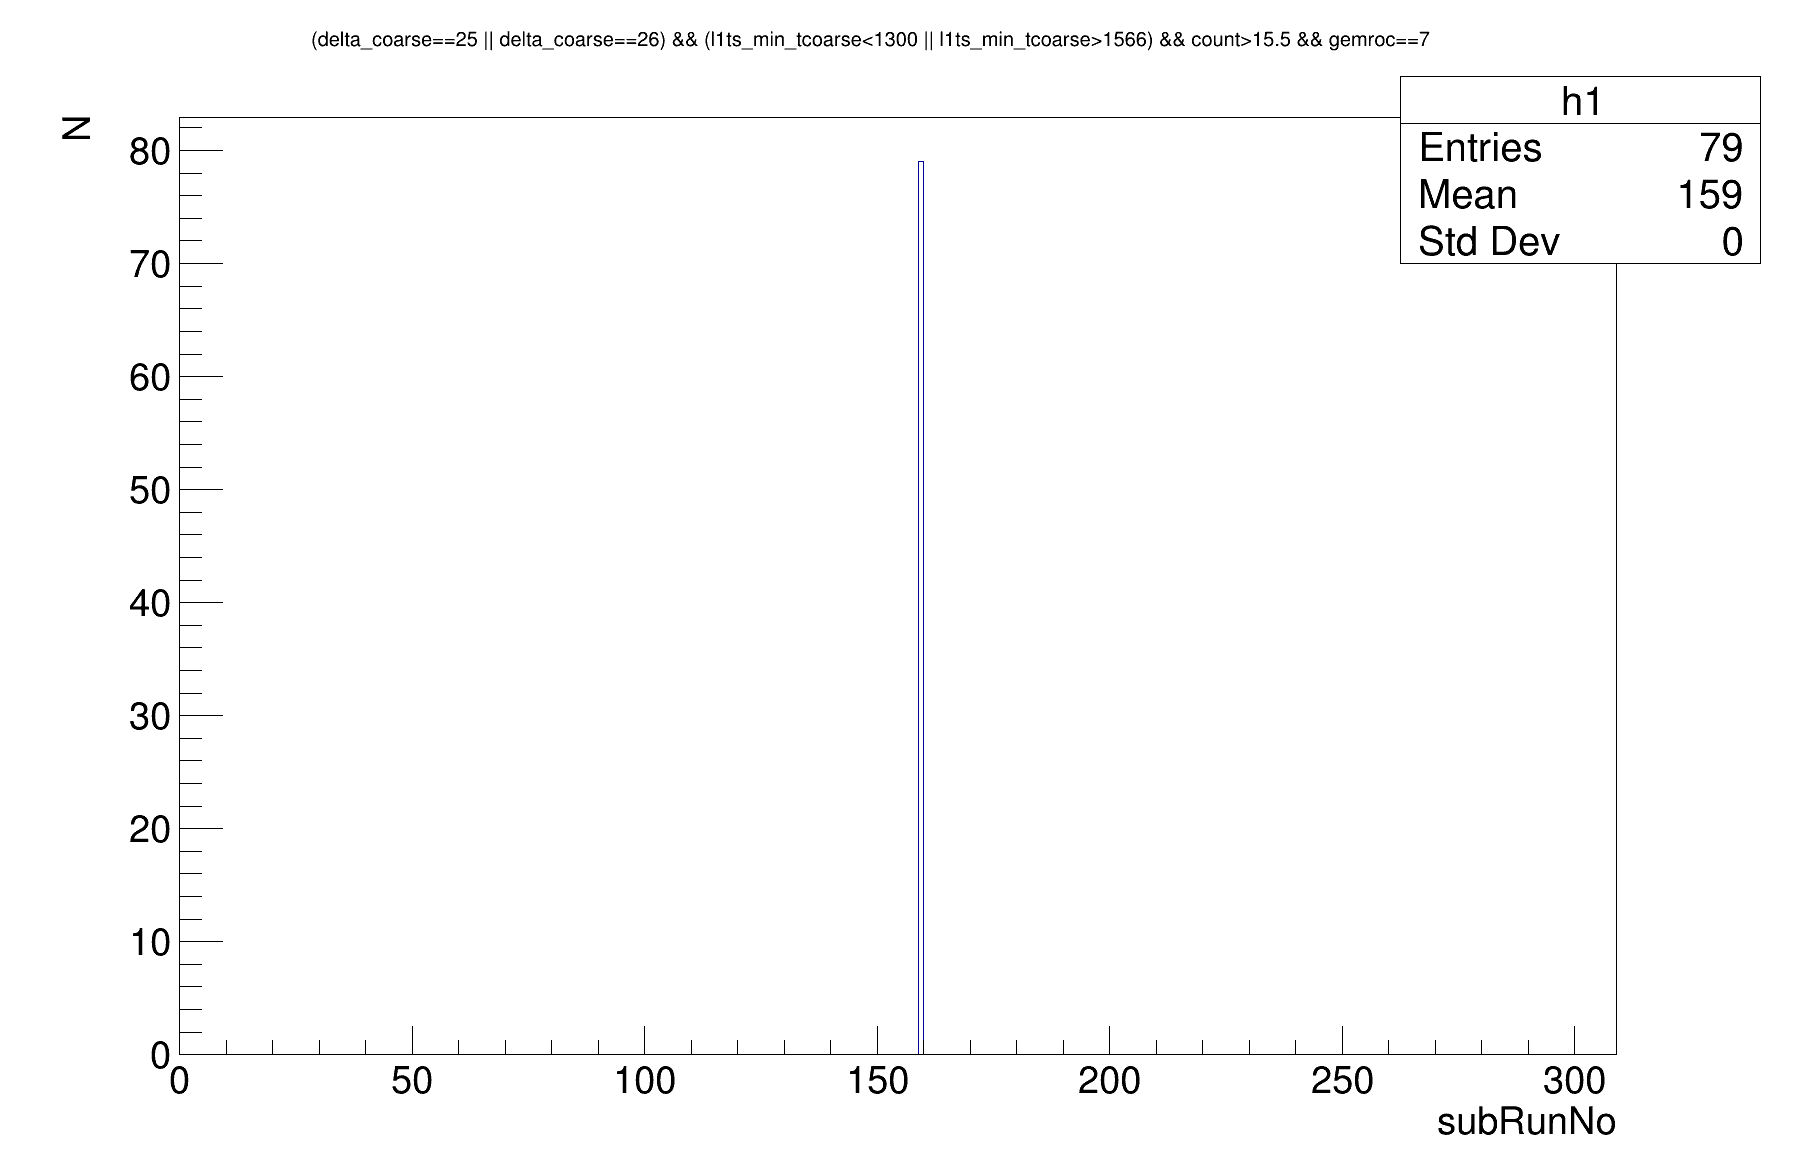 (delta_coarse==25 || delta_coarse==26) && (l1ts_min_tcoarse<1300 || l1ts_min_tcoarse>1566) && count>15.5 && gemroc==7
h1
Entries 79
Mean 159
Std Dev 0
N
80
70
60
50
40
30
20
10
0
0 50 100 150 200 250 300
subRunNo